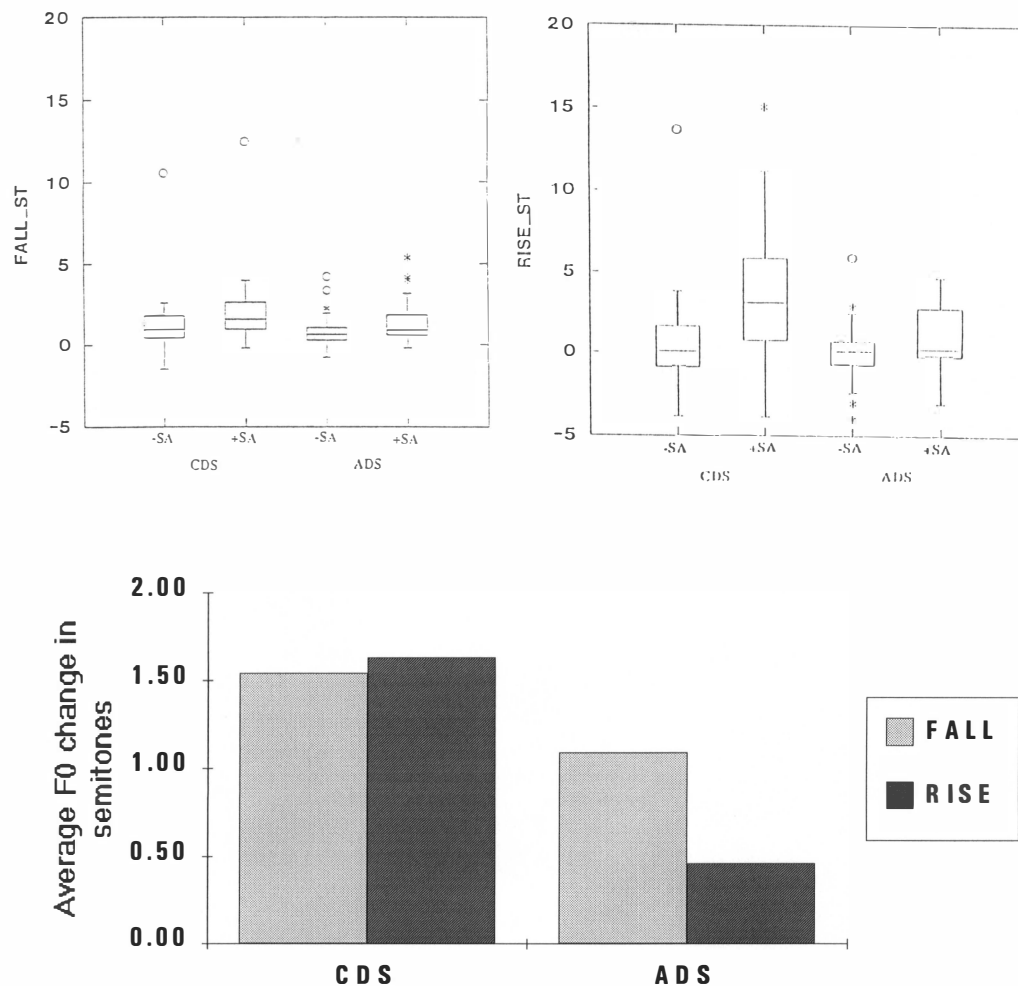 20
15
10
5
0
-5
FALL_ST
-SA +SA -SA +SA
CDS ADS
20
15
10
5
0
-5
RISE_ST
-SA +SA -SA +SA
CDS ADS
Average F0 change in
semitones
2.00
1.50
1.00
0.50
0.00
CDS ADS
FALL
RISE